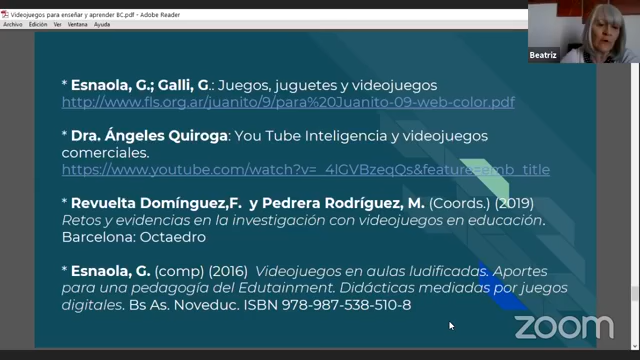 Videojuegos para enseñar y aprender BC.pdf - Adobe Reader
Archivo Edición Ver Ventana Ayuda
Beatriz
* Esnaola, G.; Galli, G.: Juegos, juguetes y videojuegos
http://www.fls.org.ar/juanito/9/para%20Juanito-09-web-color.pdf
* Dra. Ángeles Quiroga: You Tube Inteligencia y videojuegos
comerciales.
https://www.youtube.com/watch?v=_4lGVBzeqQs&feature=emb_title
Revuelta Domínguez,F. y Pedrera Rodríguez, M. (Coords.) (2019)
Retos y evidencias en la investigación con videojuegos en educación.
Barcelona: Octaedro
* Esnaola, G. (comp) (2016) Videojuegos en aulas ludificadas. Aportes
para una pedagogía del Edutainment. Didácticas mediadas por juegos
digitales. Bs As. Noveduc. ISBN 978-987-538-510-8
zoom